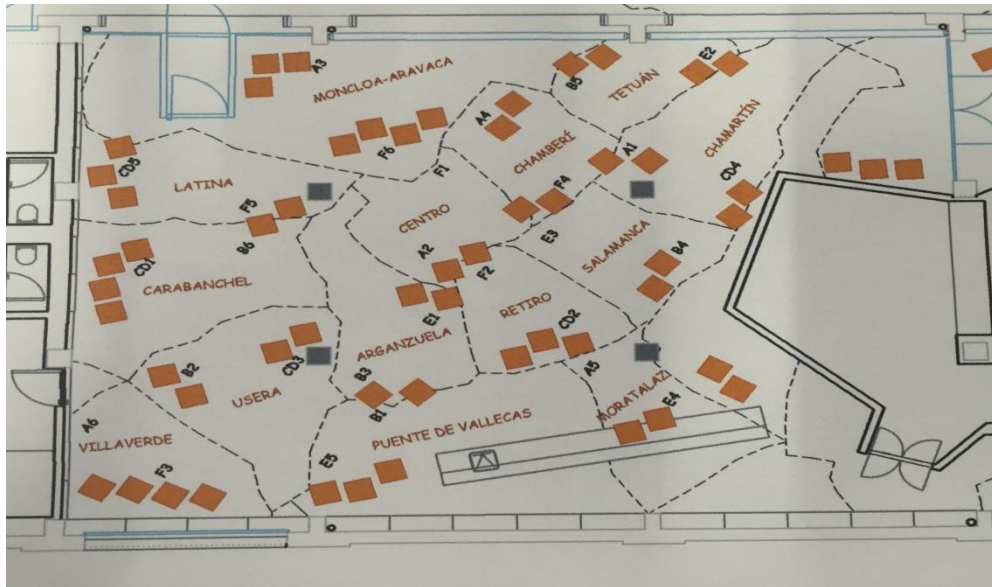 A3
MONCLOA-ARAVACA
B5
TETUÁN
E2
CHAMARTÍN
A4
CHAMBERÍ
A1
F6
F1
CD5
LATINA
CD4
F5
B6
CENTRO
F4
E3
SALAMANCA
B4
CD1
CARABANCHEL
A2
F2
E1
RETIRO
ARGANZUELA
CD2
A5
CD3
B2
USERA
B3
B1
MORATALAZ
E4
A6
VILLAVERDE
F3
PUENTE DE VALLECAS
E5